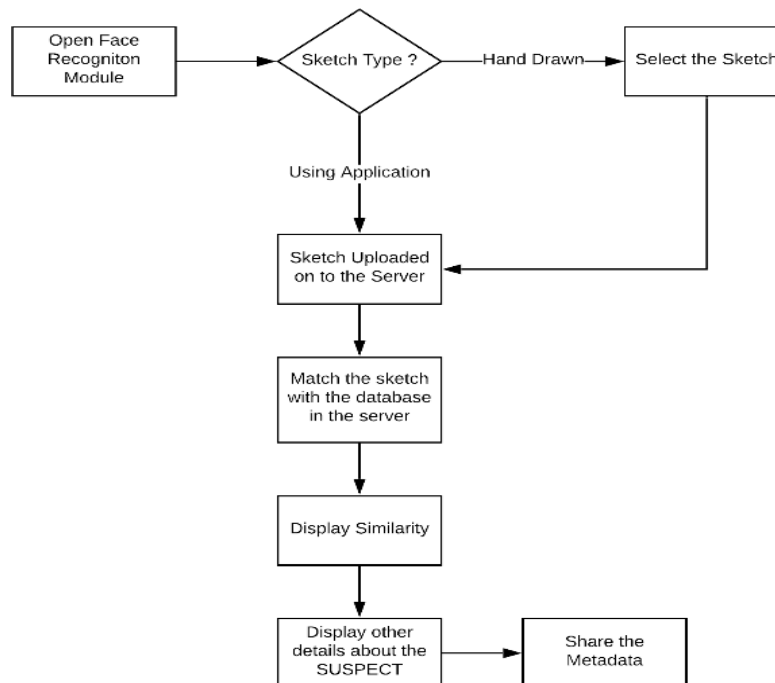 Open Face
Recogniton
Module
Sketch Type ?
Hand Drawn
Select the Sketch
Using Application
Sketch Uploaded
on to the Server
Match the sketch
with the database
in the server
Display Similarity
Display other
details about the
SUSPECT
Share the
Metadata